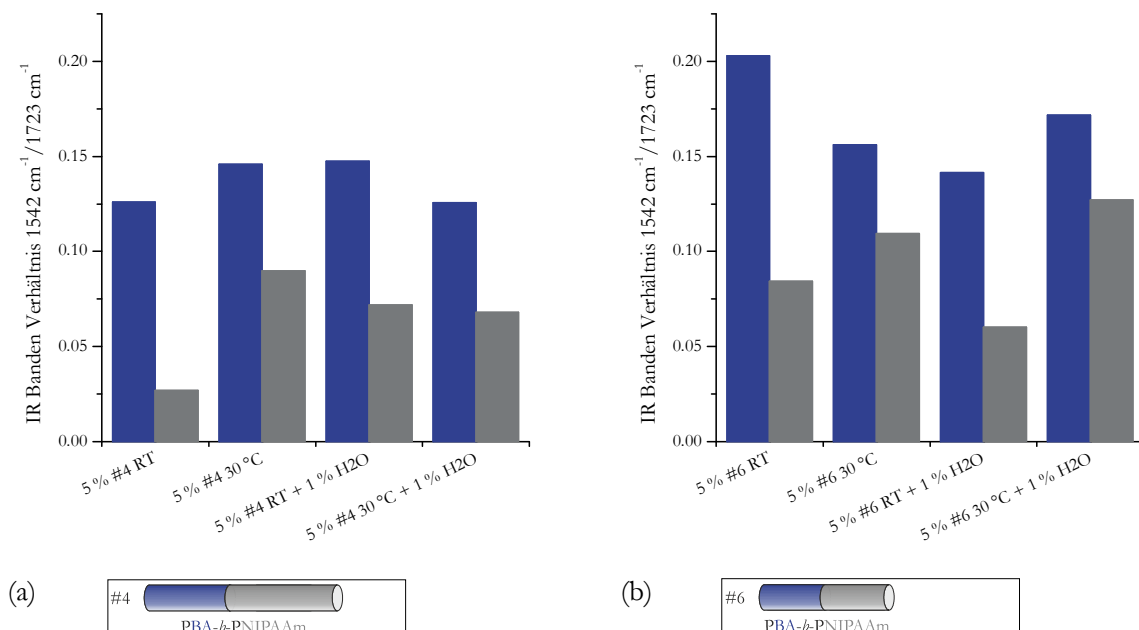 IR Banden Verhältnis 1542 cm⁻¹/1723 cm⁻¹
0.20
0.15
0.10
0.05
0.00
5 % #4 RT
5 % #4 30 °C
5 % #4 RT + 1 % H2O
5 % #4 30 °C + 1 % H2O
(a)
#4
PBA-b-PNIPAAm
IR Banden Verhältnis 1542 cm⁻¹/1723 cm⁻¹
0.20
0.15
0.10
0.05
0.00
5 % #6 RT
5 % #6 30 °C
5 % #6 RT + 1 % H2O
5 % #6 30 °C + 1 % H2O
(b)
#6
PBA-b-PNIPAAm